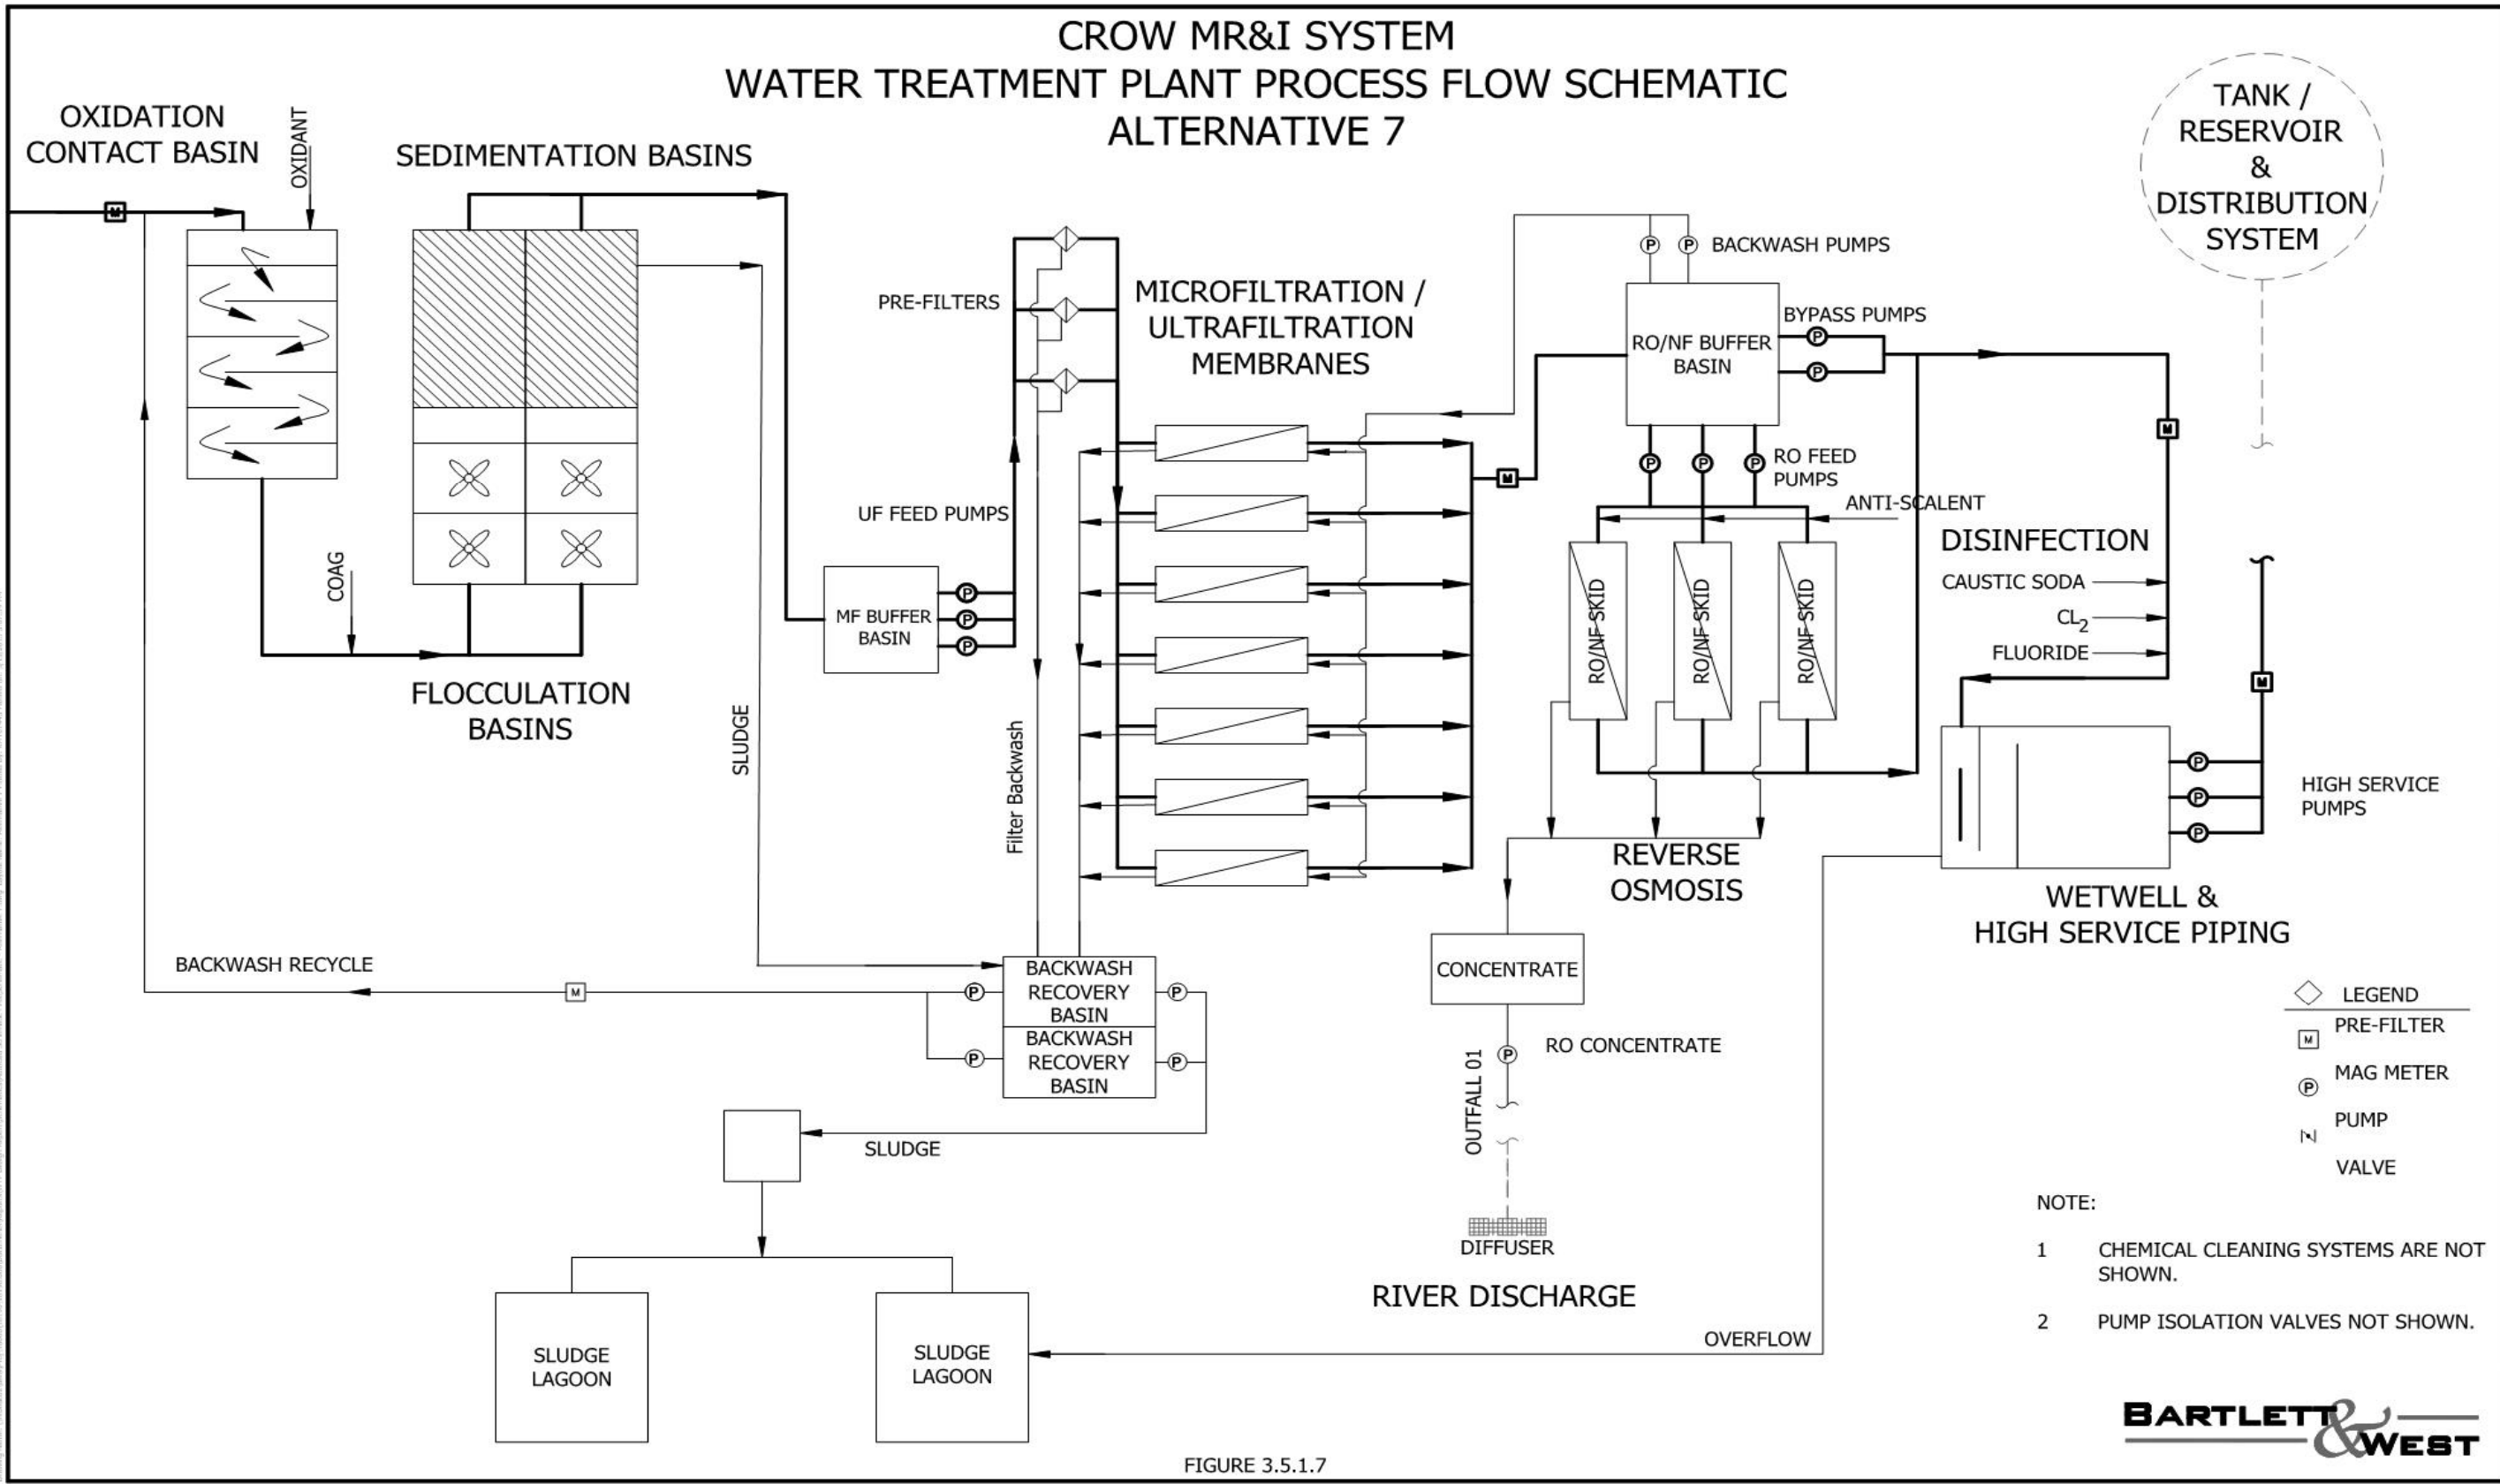 CROW MR&I SYSTEM
WATER TREATMENT PLANT PROCESS FLOW SCHEMATIC
ALTERNATIVE 7
OXIDATION
CONTACT BASIN
OXIDANT
SEDIMENTATION BASINS
TANK /
RESERVOIR
&
DISTRIBUTION
SYSTEM
M
COAG
FLOCCULATION
BASINS
SLUDGE
PRE-FILTERS
UF FEED PUMPS
MF BUFFER
BASIN
P
P
P
Filter Backwash
MICROFILTRATION /
ULTRAFILTRATION
MEMBRANES
M
P
P
BACKWASH PUMPS
RO/NF BUFFER
BASIN
BYPASS PUMPS
P
P
P
P
P
RO FEED
PUMPS
ANTI-SCALENT
RO/NF SKID
RO/NF SKID
RO/NF SKID
REVERSE
OSMOSIS
M
DISINFECTION
CAUSTIC SODA
CL2
FLUORIDE
M
P
P
P
HIGH SERVICE
PUMPS
WETWELL &
HIGH SERVICE PIPING
BACKWASH RECYCLE
M
P
P
BACKWASH
RECOVERY
BASIN
BACKWASH
RECOVERY
BASIN
P
P
SLUDGE
SLUDGE
LAGOON
SLUDGE
LAGOON
CONCENTRATE
P
RO CONCENTRATE
OUTFALL 01
DIFFUSER
RIVER DISCHARGE
OVERFLOW
LEGEND
PRE-FILTER
M
MAG METER
P
PUMP
VALVE
NOTE:
1 CHEMICAL CLEANING SYSTEMS ARE NOT
SHOWN.
2 PUMP ISOLATION VALVES NOT SHOWN.
BARTLETT
& WEST
FIGURE 3.5.1.7